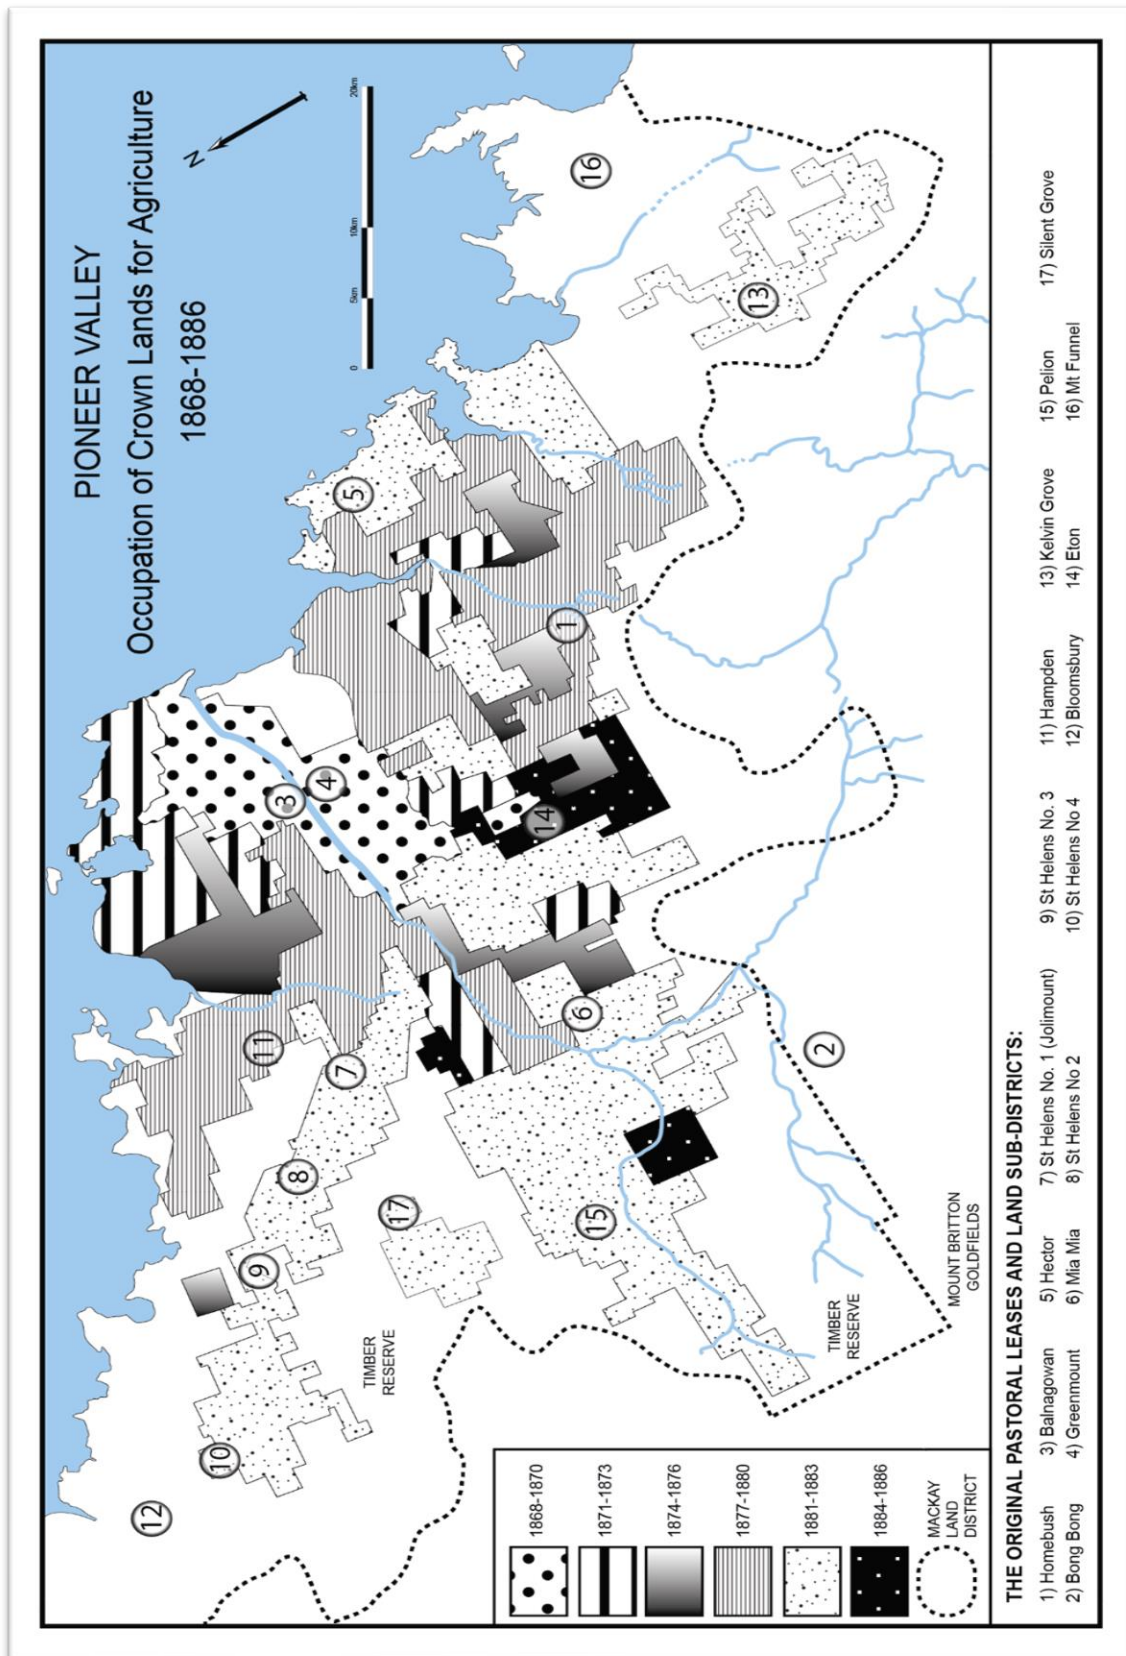 PIONEER VALLEY
Occupation of Crown Lands for Agriculture
1868-1886
N
0 5km 10km 20km
12
10
9
8
17
7
11
15
2
6
3
4
14
1
5
13
16
TIMBER
RESERVE
TIMBER
RESERVE
MOUNT BRITTON
GOLDFIELDS
1868-1870
1871-1873
1874-1876
1877-1880
1881-1883
1884-1886
MACKAY
LAND
DISTRICT
THE ORIGINAL PASTORAL LEASES AND LAND SUB-DISTRICTS:
1) Homebush 3) Balnagowan 5) Hector 7) St Helens No. 1 (Jolimount) 9) St Helens No. 3 11) Hampden 13) Kelvin Grove 15) Pelion 17) Silent Grove
2) Bong Bong 4) Greenmount 6) Mia Mia 8) St Helens No 2 10) St Helens No 4 12) Bloomsbury 14) Eton 16) Mt Funnel